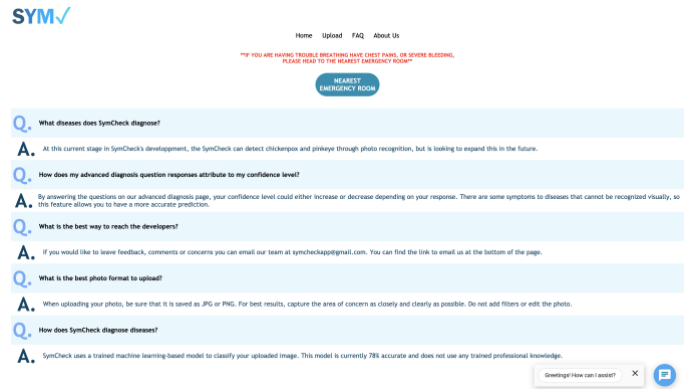 SYM✓
Home Upload FAQ About Us
**IF YOU ARE HAVING TROUBLE BREATHING HAVE CHEST PAINS, OR SEVERE BLEEDING,
PLEASE HEAD TO THE NEAREST EMERGENCY ROOM**
NEAREST
EMERGENCY ROOM
Q. What diseases does SymCheck diagnose?
A. At this current stage in SymCheck's developpment, the SymCheck can detect chickenpox and pinkeye through photo recognition, but is looking to expand this in the future.
Q. How does my advanced diagnosis question responses attribute to my confidence level?
A. By answering the questions on our advanced diagnosis page, your confidence level could either increase or decrease depending on your response. There are some symptoms to diseases that cannot be recognized visually, so
this feature allows you to have a more accurate prediction.
Q. What is the best way to reach the developers?
A. If you would like to leave feedback, comments or concerns you can email our team at symcheckapp@gmail.com. You can find the link to email us at the bottom of the page.
Q. What is the best photo format to upload?
A. When uploading your photo, be sure that it is saved as JPG or PNG. For best results, capture the area of concern as closely and clearly as possible. Do not add filters or edit the photo.
Q. How does SymCheck diagnose diseases?
A. SymCheck uses a trained machine learning-based model to classify your uploaded image. This model is currently 78% accurate and does not use any trained professional knowledge.
Greetings! How can I assist?